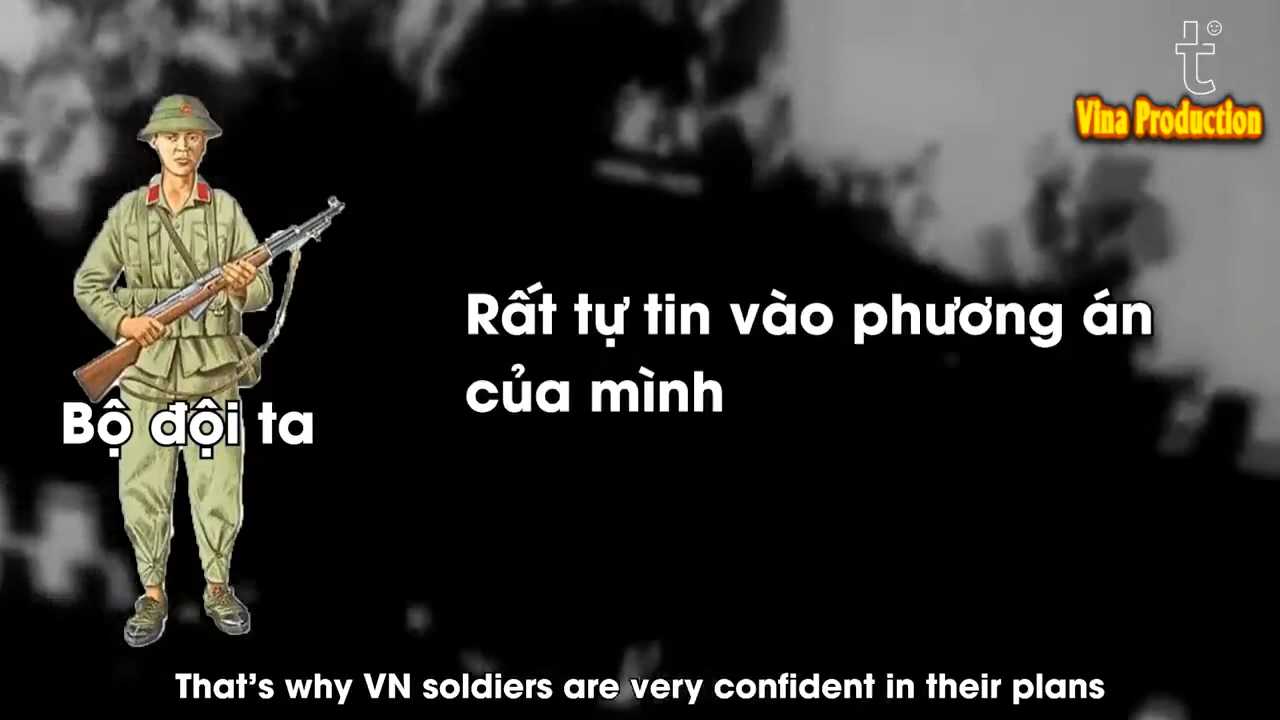 t
Vina Production
Rất tự tin vào phương án
của mình
Bộ đội ta
That's why VN soldiers are very confident in their plans